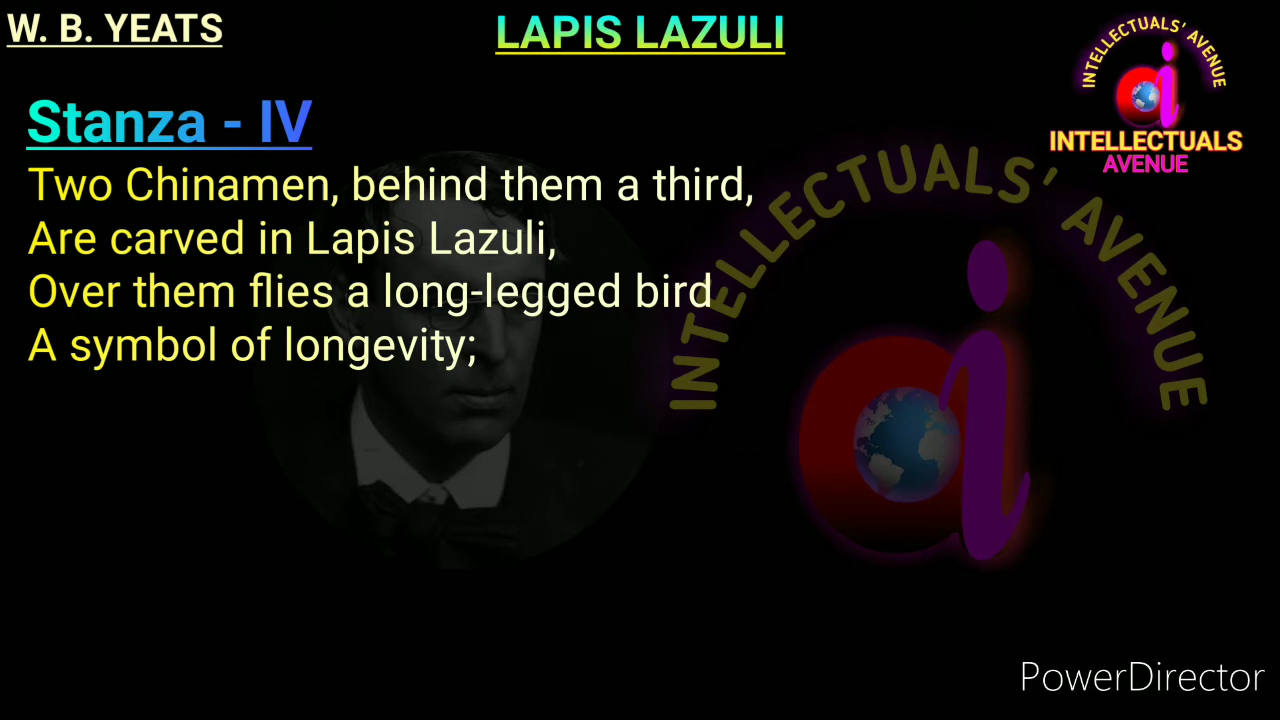 W. B. YEATS
LAPIS LAZULI
INTELLECTUALS' AVENUE
INTELLECTUALS
AVENUE
Stanza - IV
Two Chinamen, behind them a third,
Are carved in Lapis Lazuli,
Over them flies a long-legged bird
A symbol of longevity;
INTELLECTUALS' AVENUE
PowerDirector